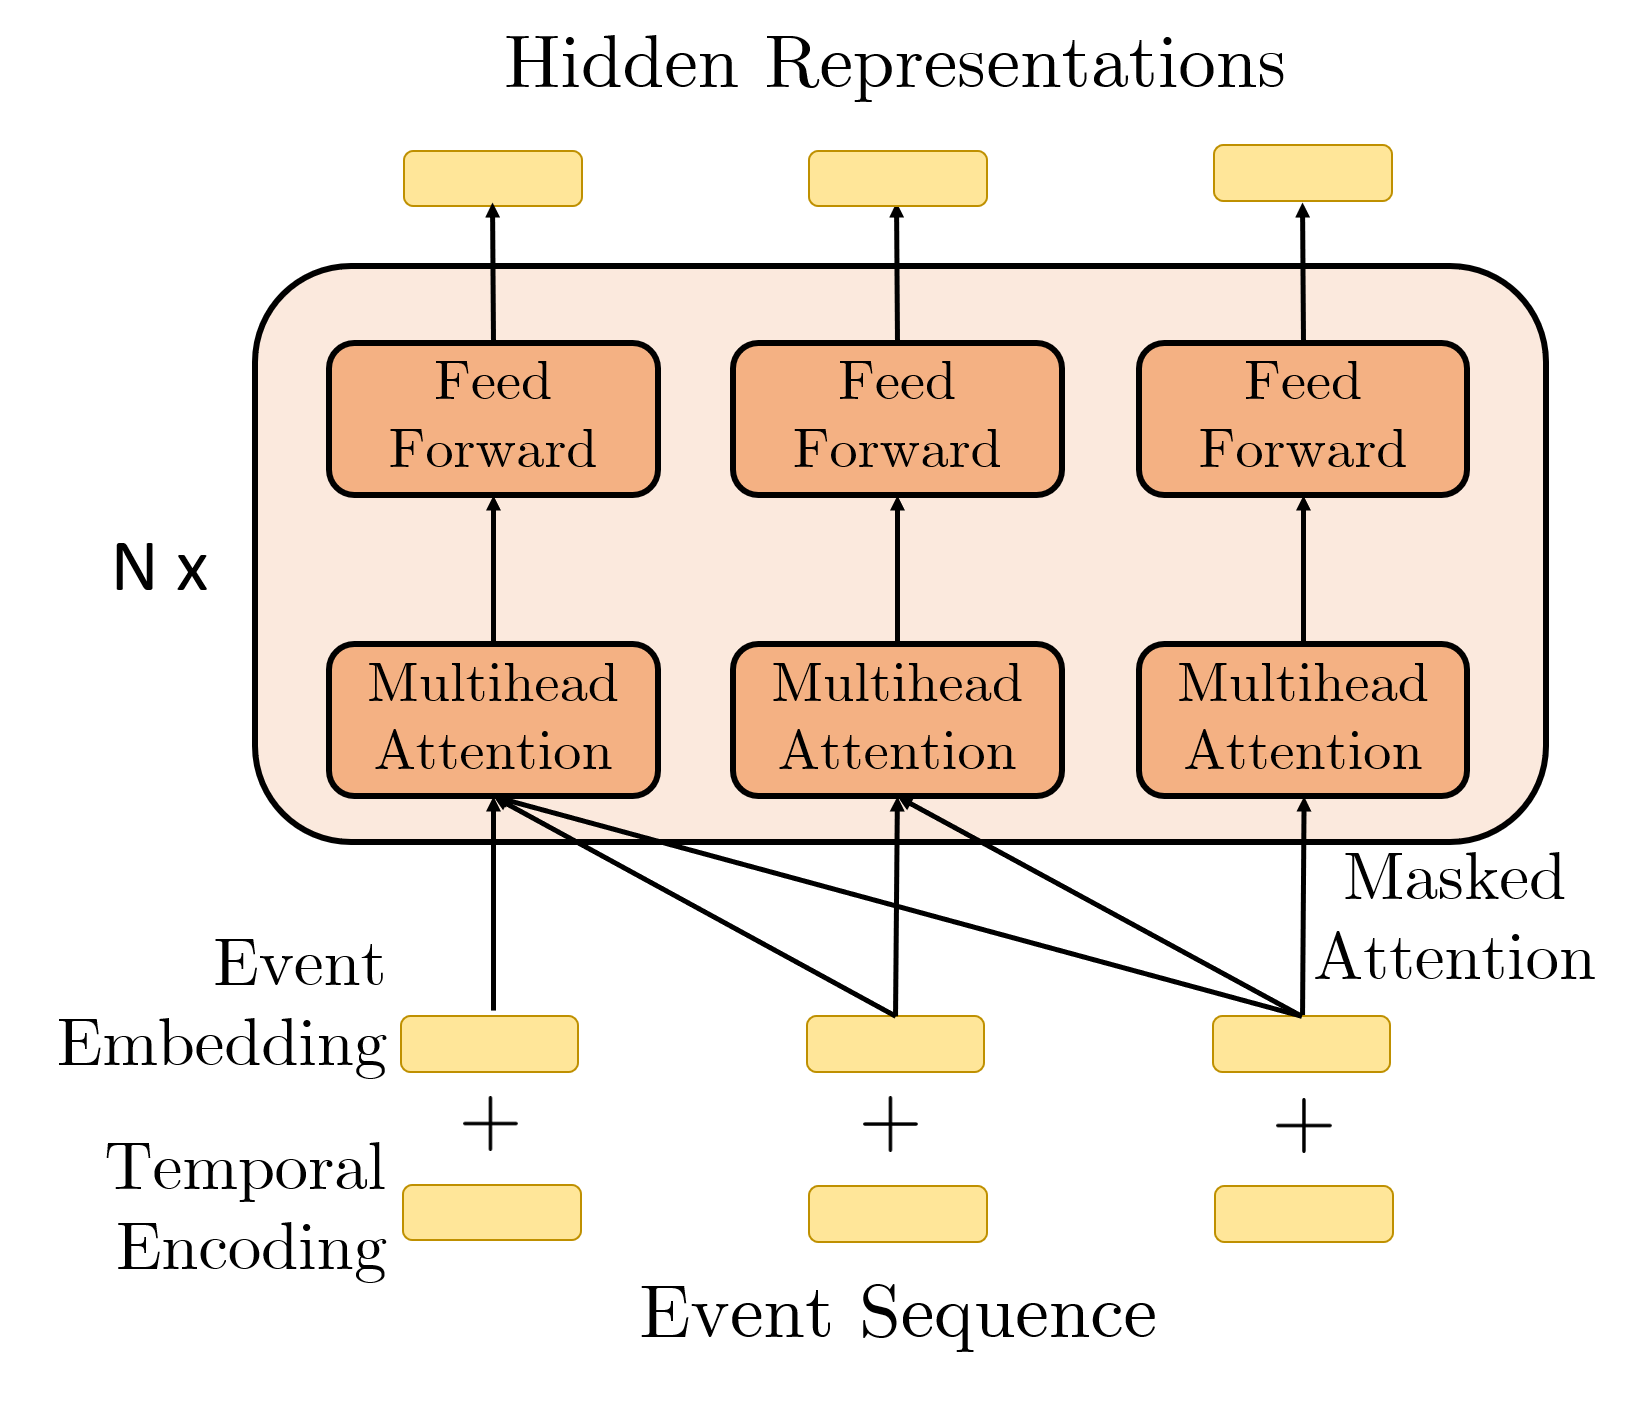 Hidden Representations
Feed
Forward
Feed
Forward
Feed
Forward
N x
Multihead
Attention
Multihead
Attention
Multihead
Attention
Masked
Attention
Event
Embedding
+
+
+
Temporal
Encoding
Event Sequence